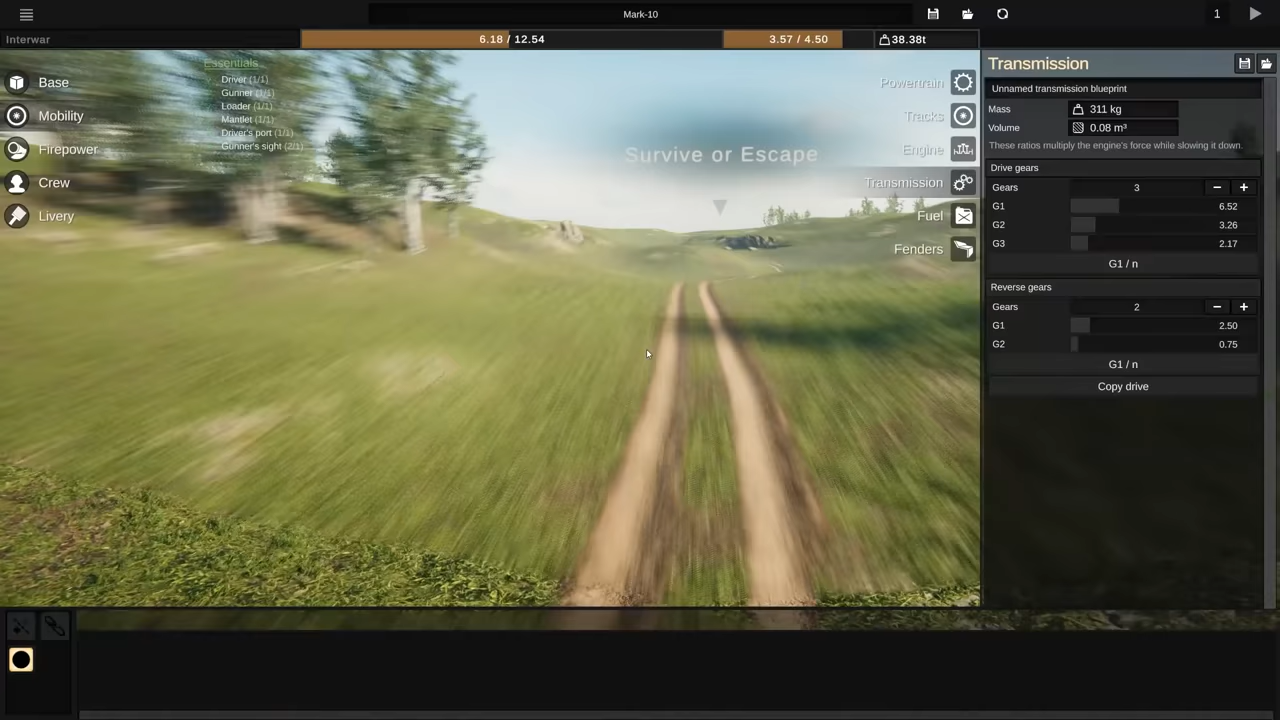 Mark-10
1
Interwar
6.18 / 12.54
3.57 / 4.50
38.38t
Essentials
Driver (1/1)
Gunner (1/1)
Loader (1/1)
Mantlet (1/1)
Driver's port (1/1)
Gunner's sight (2/1)
Base
Mobility
Firepower
Crew
Livery
Survive or Escape
Powertrain
Tracks
Engine
Transmission
Fuel
Fenders
Transmission
Unnamed transmission blueprint
Mass 311 kg
Volume 0.08 m³
These ratios multiply the engine's force while slowing it down.
Drive gears
Gears 3 − +
G1 6.52
G2 3.26
G3 2.17
G1 / n
Reverse gears
Gears 2 − +
G1 2.50
G2 0.75
G1 / n
Copy drive